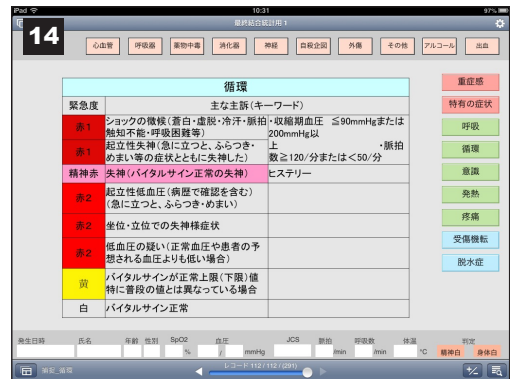 iPad
10:31
97%
14
最終結合統計用1
心血管 呼吸器 薬物中毒 消化器 神経 自殺企図 外傷 その他 アルコール 出血
循環
緊急度 主な主訴(キーワード)
赤1 ショックの徴候(蒼白・虚脱・冷汗・脈拍触知不能・呼吸困難等) ・収縮期血圧 ≦90mmHgまたは200mmHg以
赤1 起立性失神(急に立つと、ふらつき・めまい等の症状とともに失神した) 上 ・脈拍数≧120/分または<50/分
精神赤 失神(バイタルサイン正常の失神) ヒステリー
赤2 起立性低血圧(病歴で確認を含む)(急に立つと、ふらつき・めまい)
赤2 坐位・立位での失神様症状
赤2 低血圧の疑い(正常血圧や患者の予想される血圧よりも低い場合)
黄 バイタルサインが正常上限(下限)値特に普段の値とは異なっている場合
白 バイタルサイン正常
重症感
特有の症状
呼吸
循環
意識
発熱
疼痛
受傷機転
脱水症
発生日時 氏名 年齢 性別 SpO2 血圧 JCS 脈拍 呼吸数 体温 判定
% / mmHg /min /min °C 精神白 身体白
レコード 112 / 112 / (291)